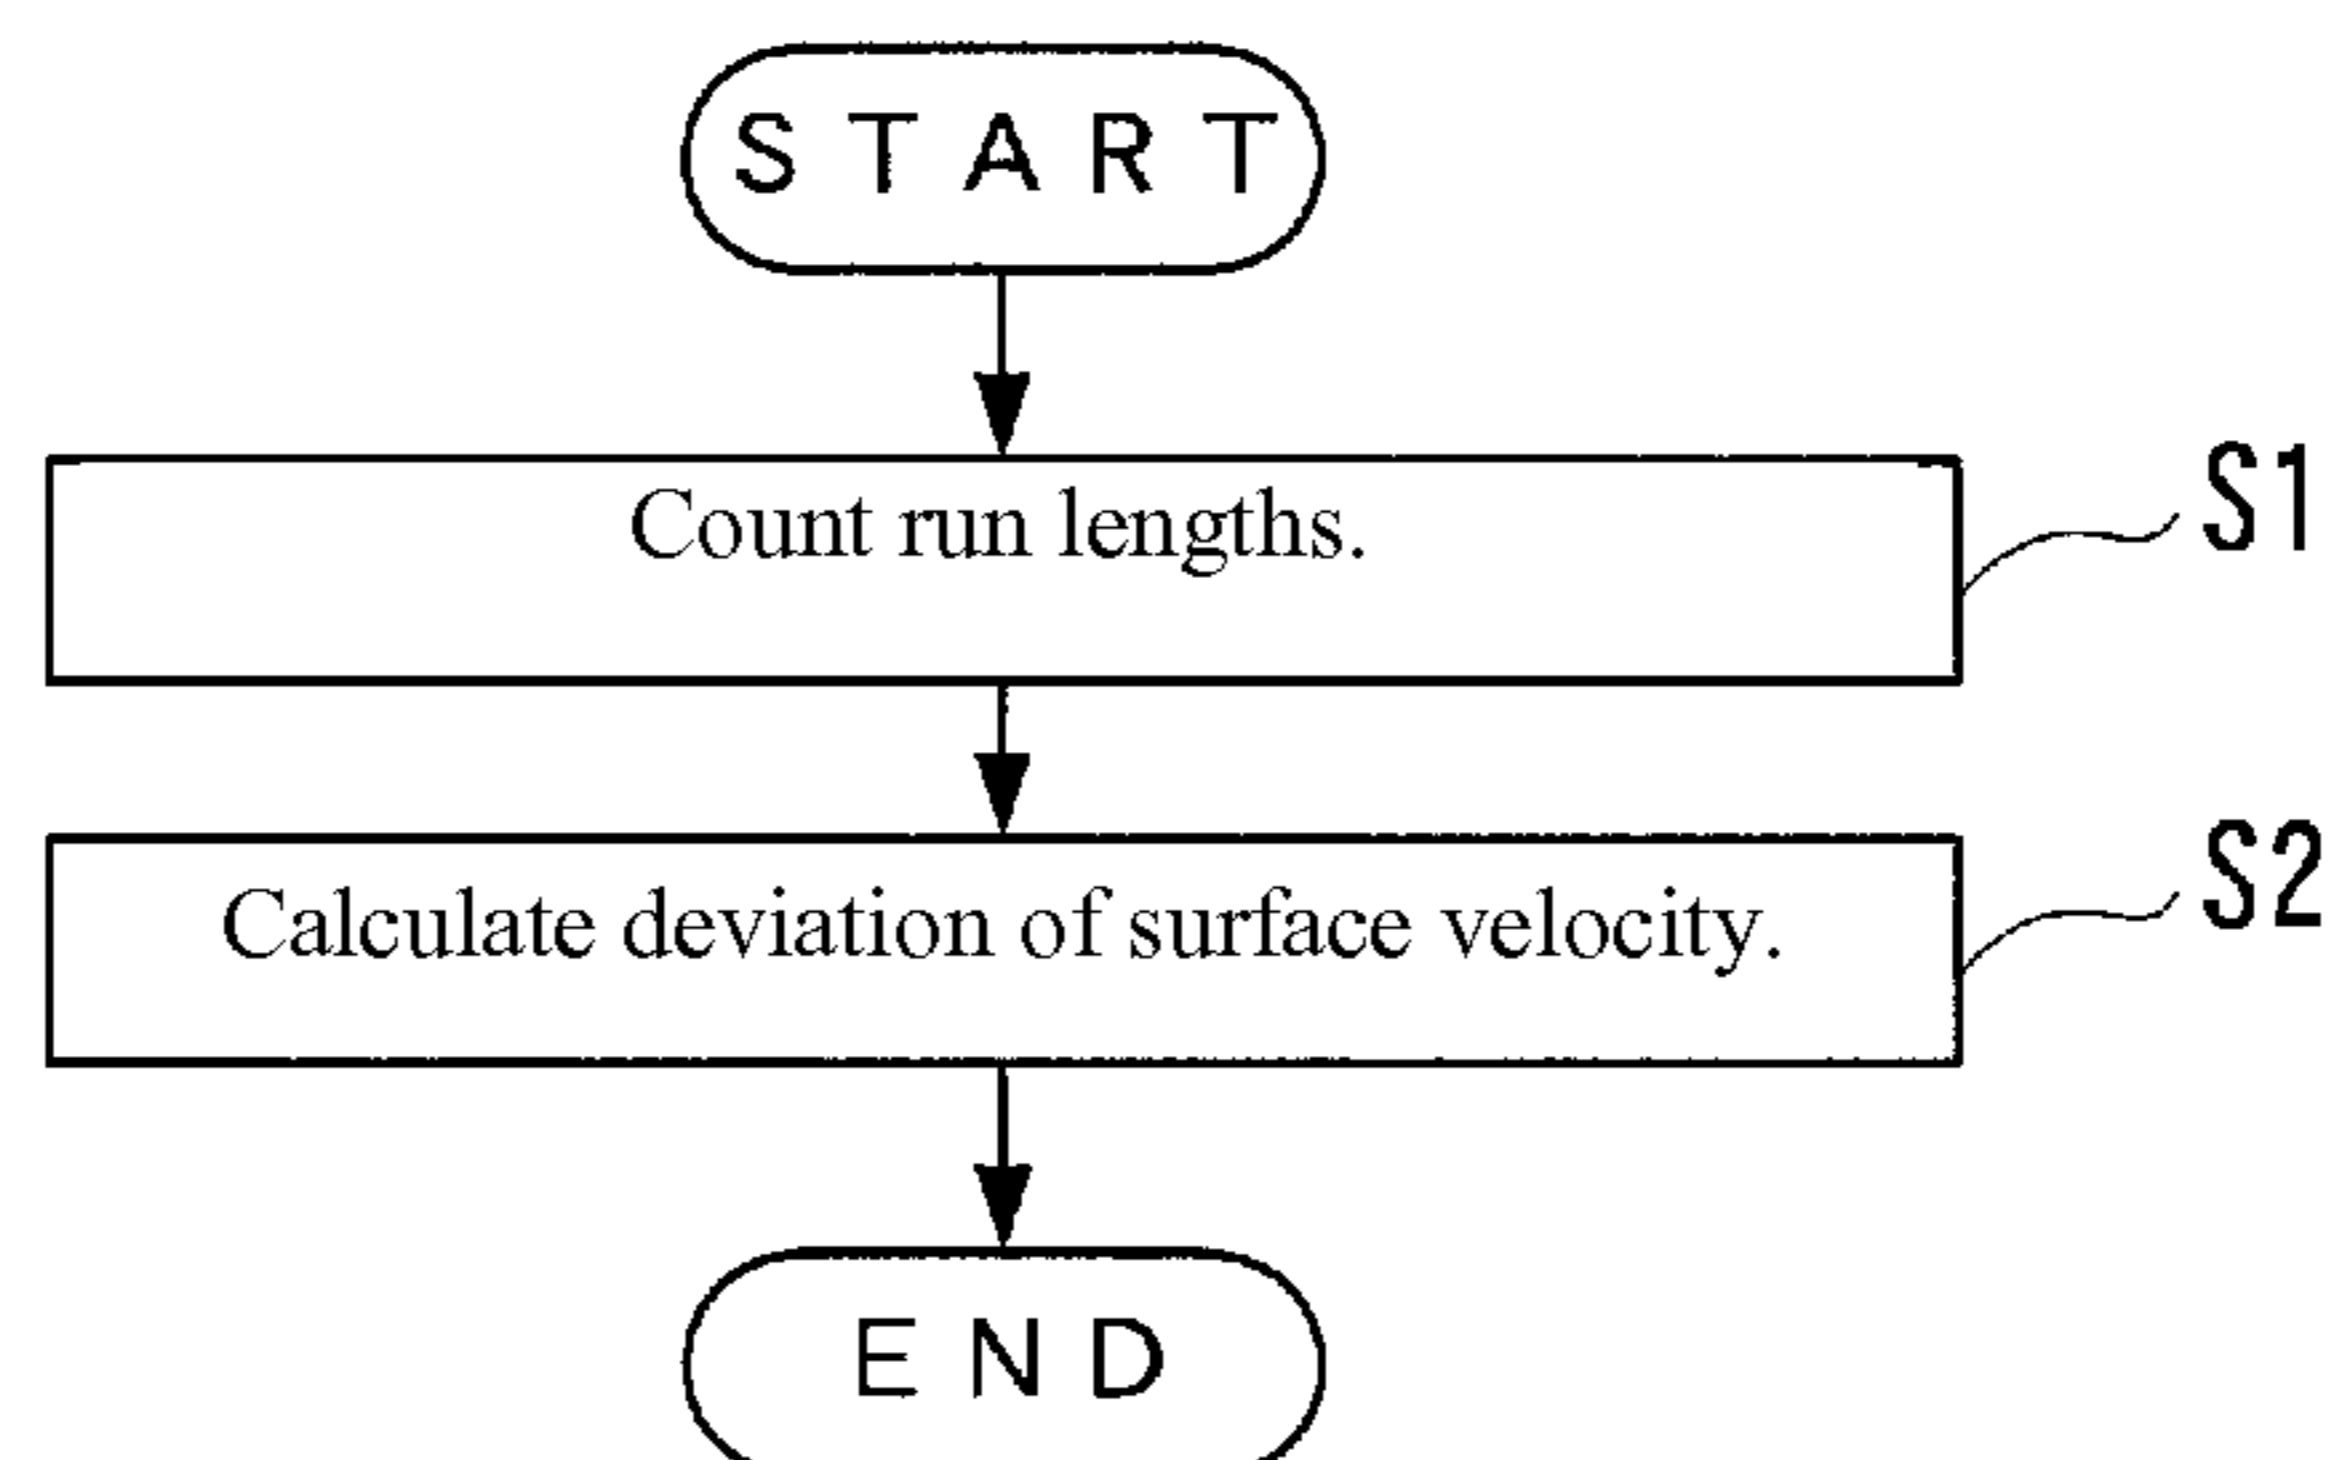 START
Count run lengths.
S1
Calculate deviation of surface velocity.
S2
END